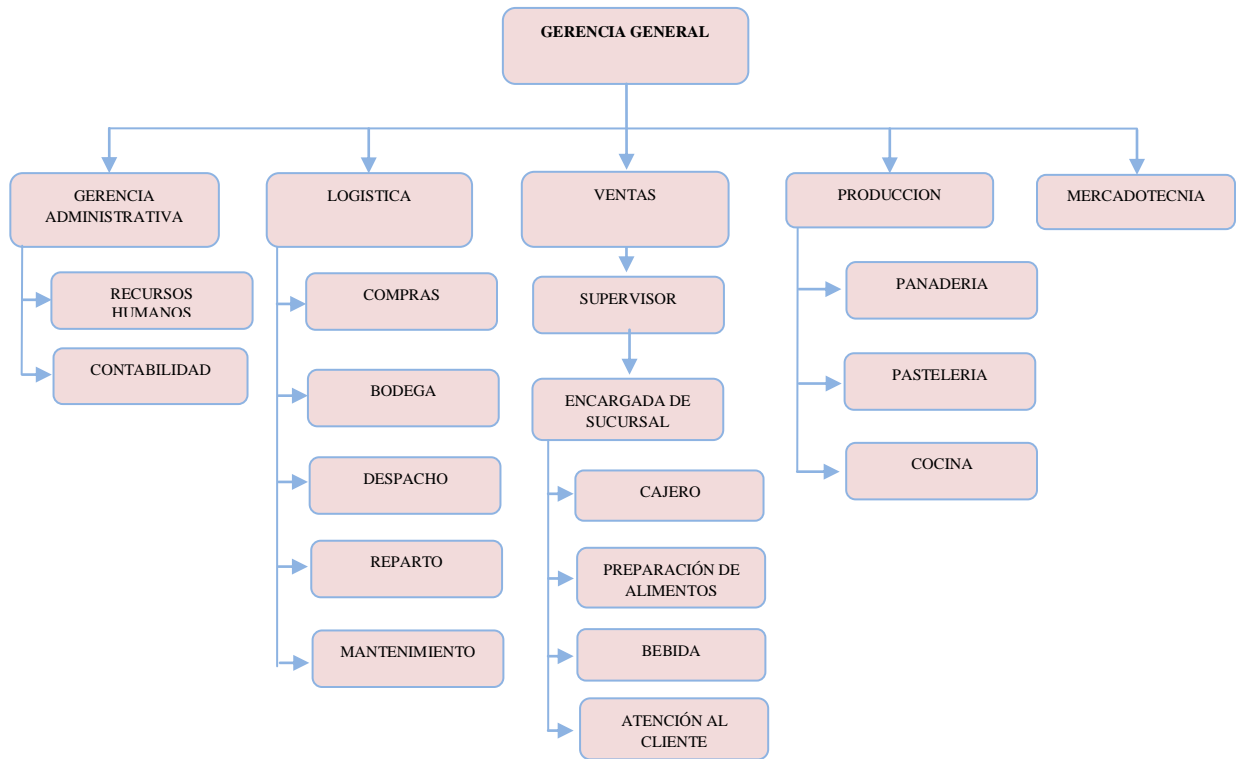 GERENCIA GENERAL
GERENCIA
ADMINISTRATIVA
LOGISTICA
VENTAS
PRODUCCION
MERCADOTECNIA
RECURSOS
HUMANOS
CONTABILIDAD
COMPRAS
BODEGA
DESPACHO
REPARTO
MANTENIMIENTO
SUPERVISOR
ENCARGADA DE
SUCURSAL
CAJERO
PREPARACIÓN DE
ALIMENTOS
BEBIDA
ATENCIÓN AL
CLIENTE
PANADERIA
PASTELERIA
COCINA